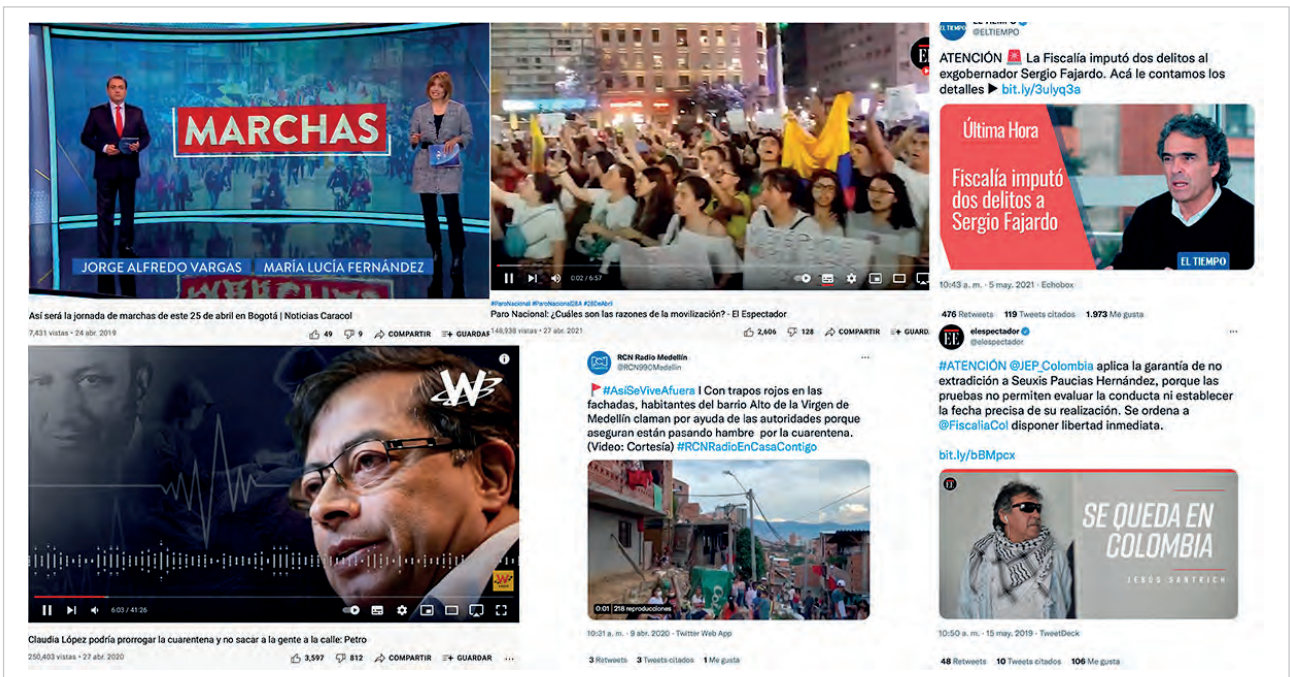 MARCHAS
JORGE ALFREDO VARGAS MARÍA LUCÍA FERNÁNDEZ
Así será la jornada de marchas de este 25 de abril en Bogotá | Noticias Caracol
7,431 vistas • 24 abr. 2019
49 9 COMPARTIR GUARDAR
0:02 / 6:57
#ParoNacional #ParoNacional28A #28DeAbril
Paro Nacional: ¿Cuáles son las razones de la movilización? - El Espectador
148,938 vistas • 27 abr. 2021
2,606 128 COMPARTIR GUARD
EL TIEMPO
@ELTIEMPO
ATENCIÓN La Fiscalía imputó dos delitos al
exgobernador Sergio Fajardo. Acá le contamos los
detalles ▶ bit.ly/3ulyq3a
Última Hora
Fiscalía imputó
dos delitos a
Sergio Fajardo
EL TIEMPO
10:43 a. m. · 5 may. 2021 · Echobox
476 Retweets 119 Tweets citados 1.973 Me gusta
W
6:03 / 41:26
Claudia López podría prorrogar la cuarentena y no sacar a la gente a la calle: Petro
250,403 vistas • 27 abr. 2020
3,597 812 COMPARTIR GUARDAR
RCN Radio Medellín
@RCN990Medellin
#AsiSeViveAfuera I Con trapos rojos en las
fachadas, habitantes del barrio Alto de la Virgen de
Medellín claman por ayuda de las autoridades porque
aseguran están pasando hambre por la cuarentena.
(Video: Cortesía) #RCNRadioEnCasaContigo
0:01 218 reproducciones
10:21 a. m. · 9 abr. 2020 · Twitter Web App
3 Retweets 3 Tweets citados 1 Me gusta
EE
elespectador
@elespectador
#ATENCIÓN @JEP_Colombia aplica la garantía de no
extradición a Seuxis Paucias Hernández, porque las
pruebas no permiten evaluar la conducta ni establecer
la fecha precisa de su realización. Se ordena a
@FiscaliaCol disponer libertad inmediata.
bit.ly/bBMpcx
SE QUEDA EN
COLOMBIA
JESÚS SANTRICH
10:50 a. m. · 15 may. 2019 · TweetDeck
48 Retweets 10 Tweets citados 106 Me gusta